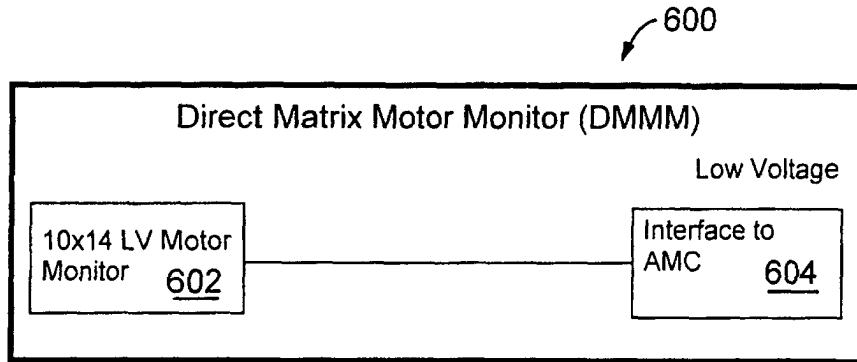 600
Direct Matrix Motor Monitor (DMMM)
Low Voltage
10x14 LV Motor
Monitor 602
Interface to
AMC 604